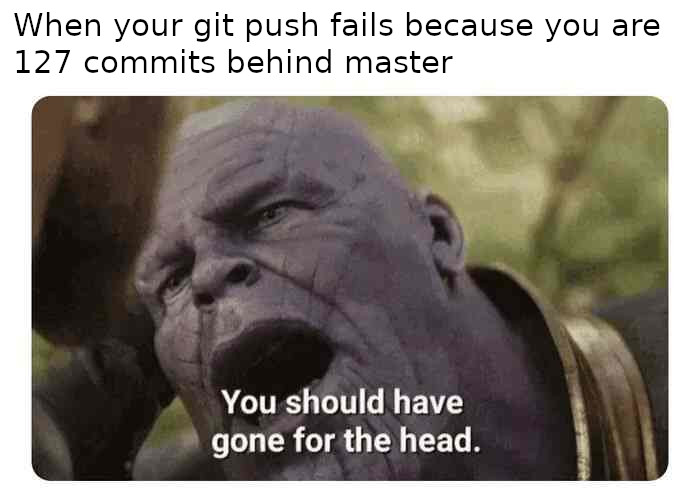 When your git push fails because you are
127 commits behind master
You should have
gone for the head.